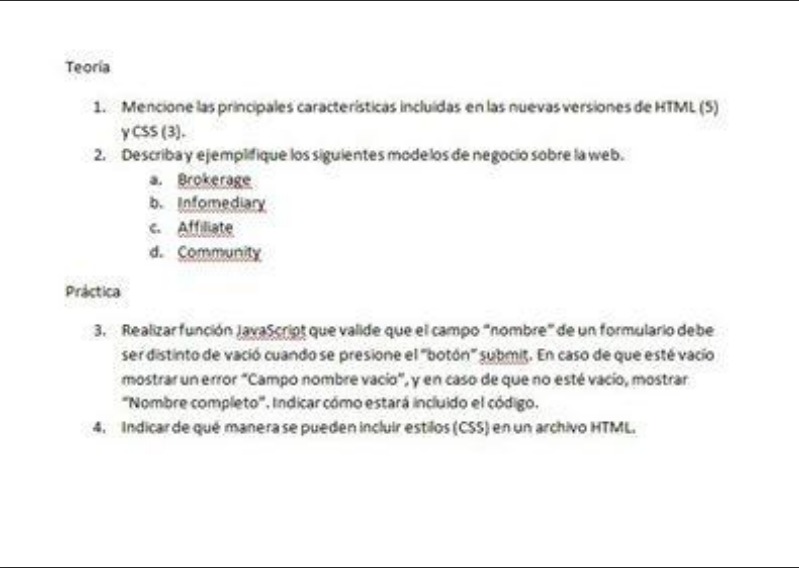 Teoría
1. Mencione las principales características incluidas en las nuevas versiones de HTML (5)
y CSS (3).
2. Describa y ejemplifique los siguientes modelos de negocio sobre la web.
a. Brokerage
b. Infomediary
c. Affiliate
d. Community
Práctica
3. Realizar función JavaScript que valide que el campo "nombre" de un formulario debe
ser distinto de vació cuando se presione el "botón" submit. En caso de que esté vacío
mostrar un error "Campo nombre vacío", y en caso de que no esté vacío, mostrar
"Nombre completo". Indicar cómo estará incluido el código.
4. Indicar de qué manera se pueden incluir estilos (CSS) en un archivo HTML.